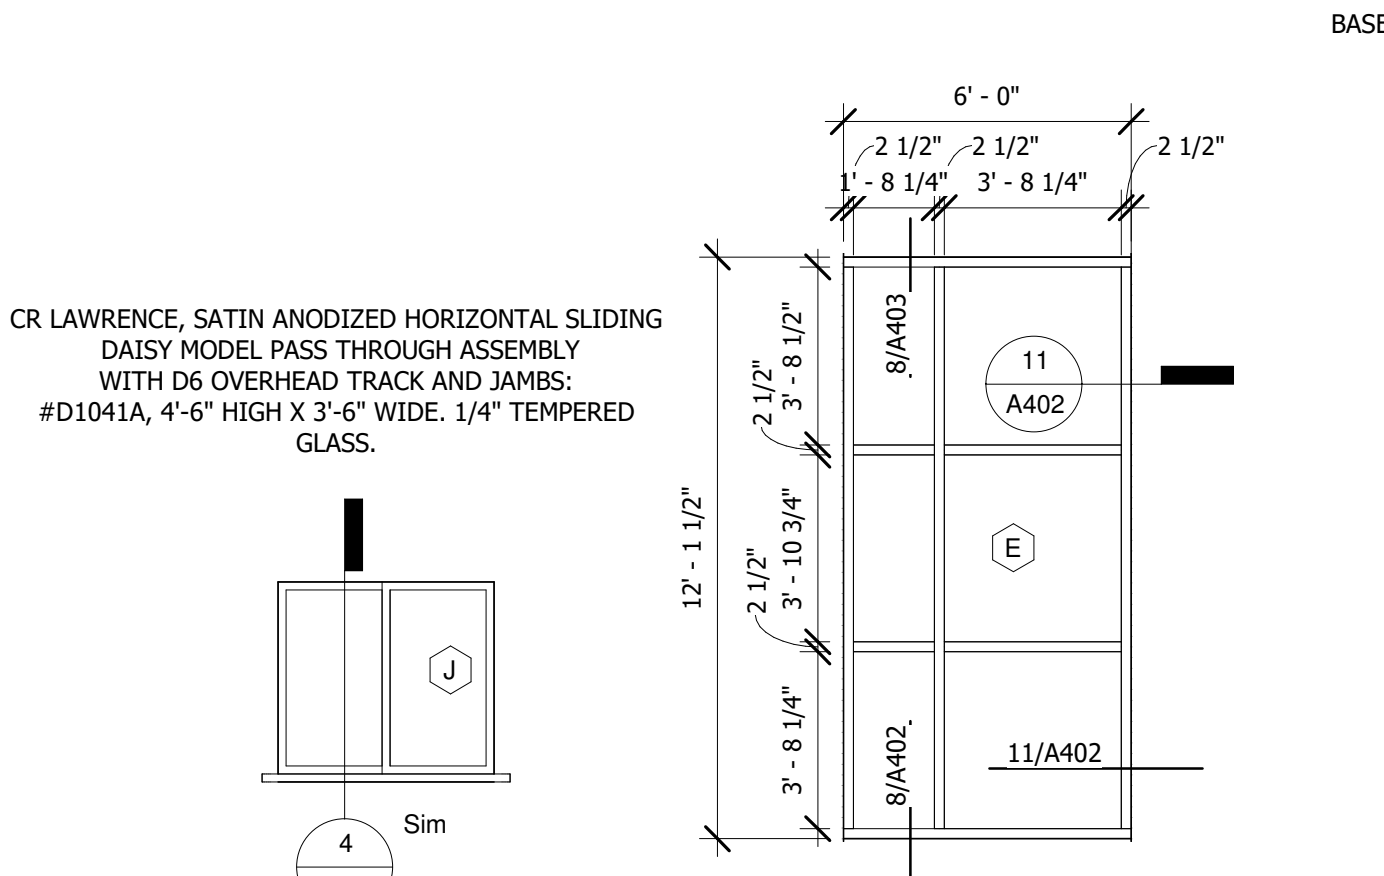 BASE
6' - 0"
2 1/2"
2 1/2"
2 1/2"
1' - 8 1/4"
3' - 8 1/4"
CR LAWRENCE, SATIN ANODIZED HORIZONTAL SLIDING
DAISY MODEL PASS THROUGH ASSEMBLY
WITH D6 OVERHEAD TRACK AND JAMBS:
#D1041A, 4'-6" HIGH X 3'-6" WIDE. 1/4" TEMPERED
GLASS.
12' - 1 1/2"
3' - 8 1/2"
2 1/2"
3' - 10 3/4"
2 1/2"
3' - 8 1/4"
8/A403
11
A402
E
8/A402
11/A402
J
4
Sim